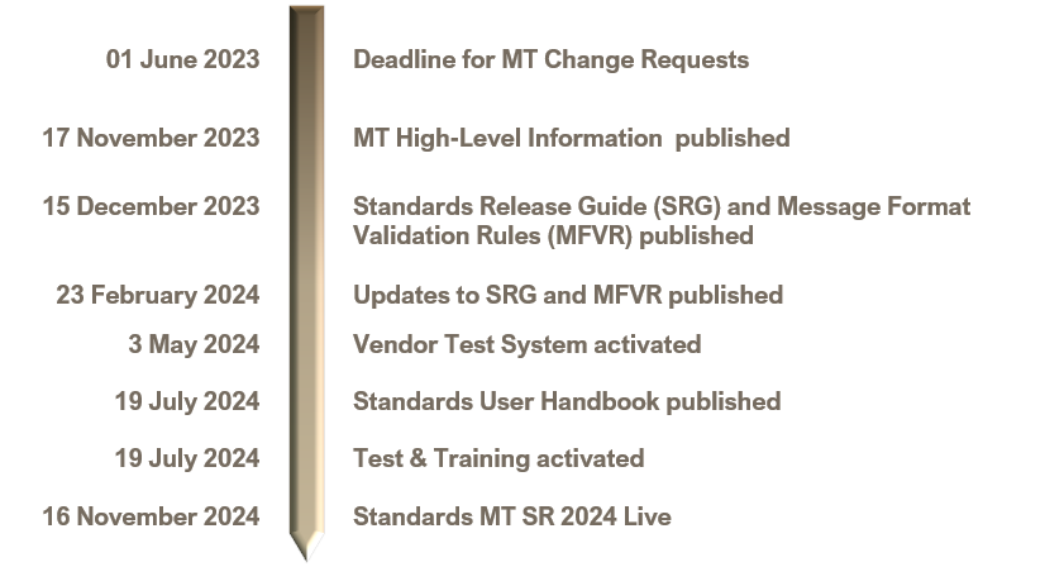 01 June 2023 Deadline for MT Change Requests
17 November 2023 MT High-Level Information published
15 December 2023 Standards Release Guide (SRG) and Message Format
Validation Rules (MFVR) published
23 February 2024 Updates to SRG and MFVR published
3 May 2024 Vendor Test System activated
19 July 2024 Standards User Handbook published
19 July 2024 Test & Training activated
16 November 2024 Standards MT SR 2024 Live